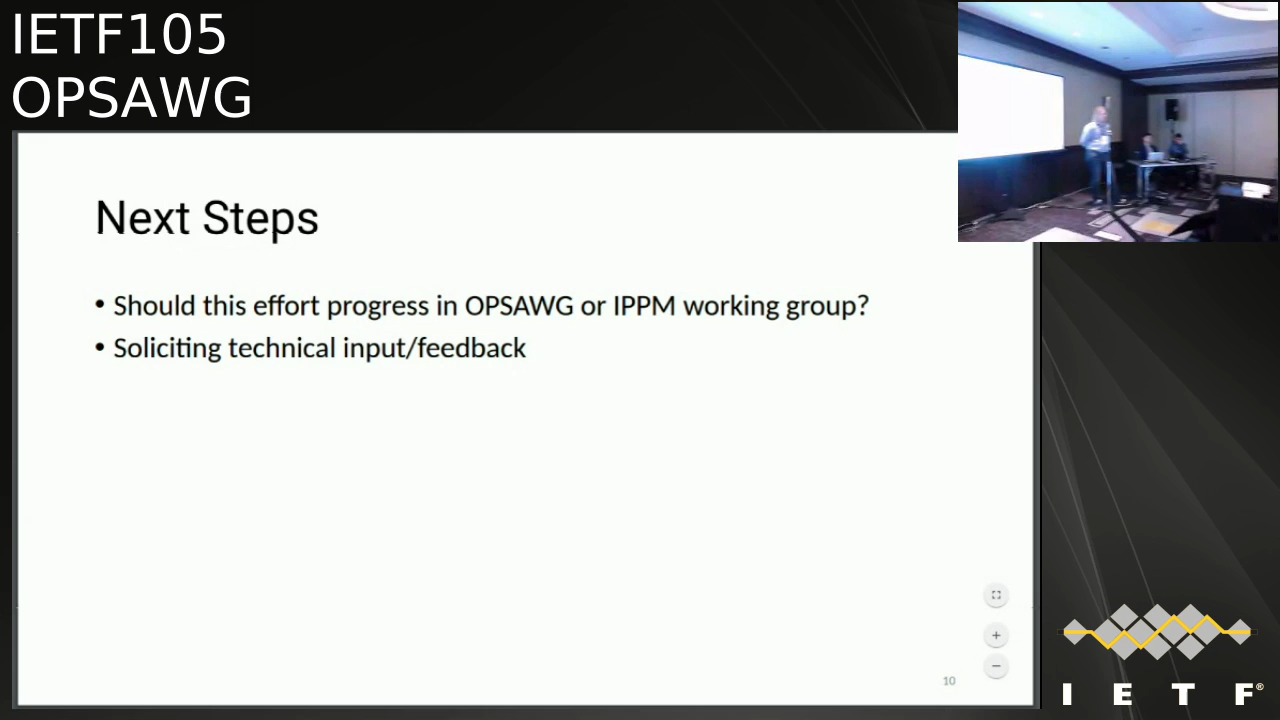 IETF105
OPSAWG
Next Steps
• Should this effort progress in OPSAWG or IPPM working group?
• Soliciting technical input/feedback
10
I E T F®